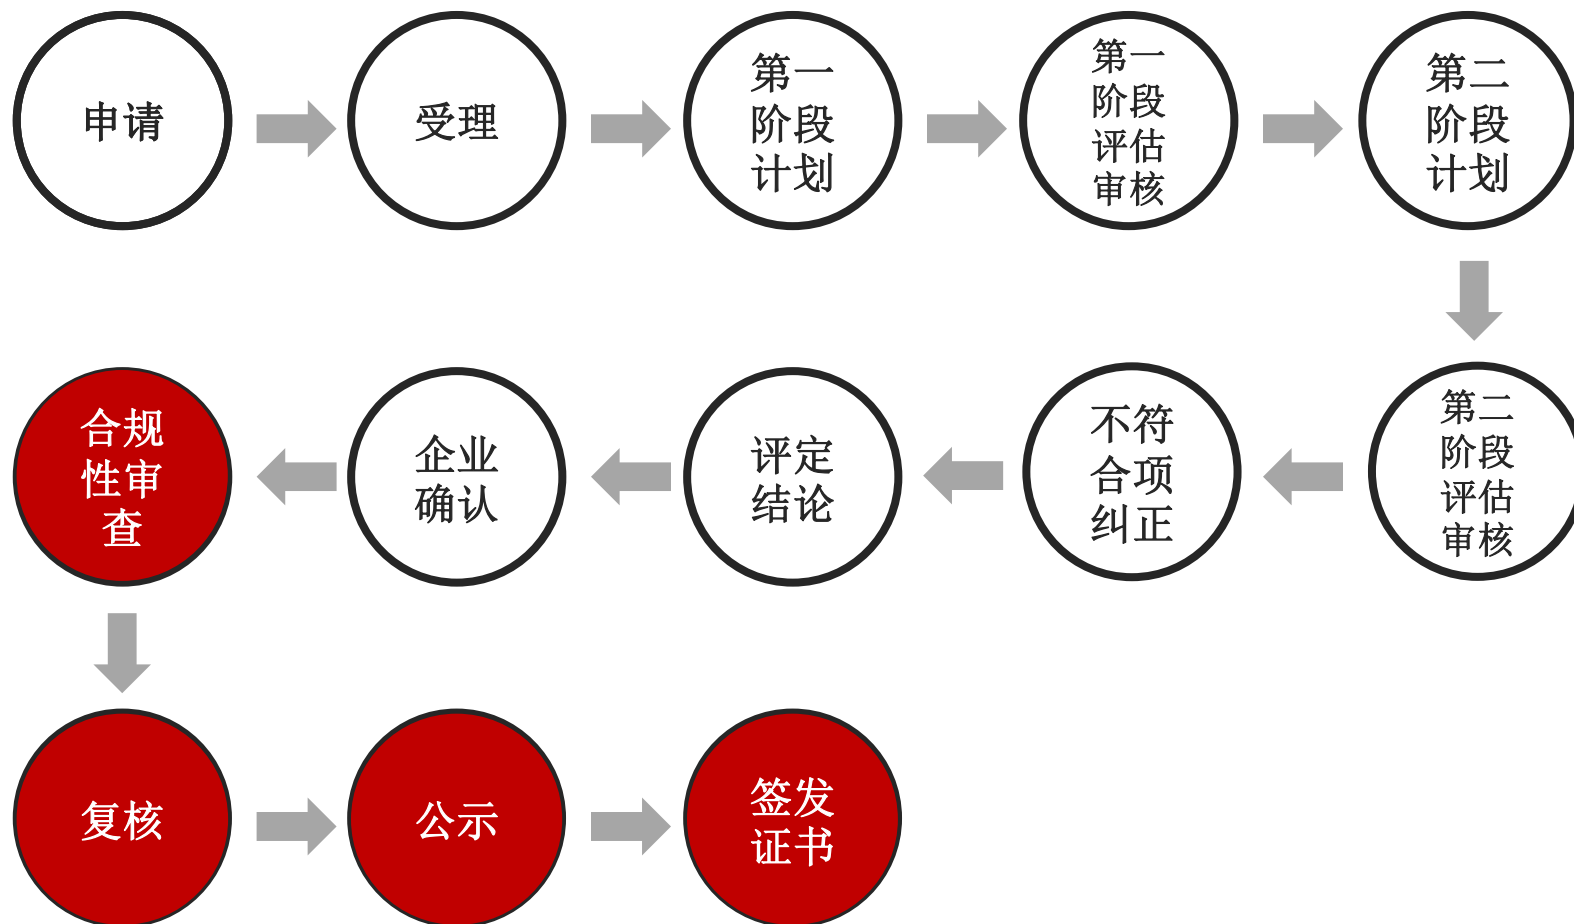 申请
受理
第一
阶段
计划
第一
阶段
评估
审核
第二
阶段
计划
第二
阶段
评估
审核
不符
合项
纠正
评定
结论
企业
确认
合规
性审
查
复核
公示
签发
证书